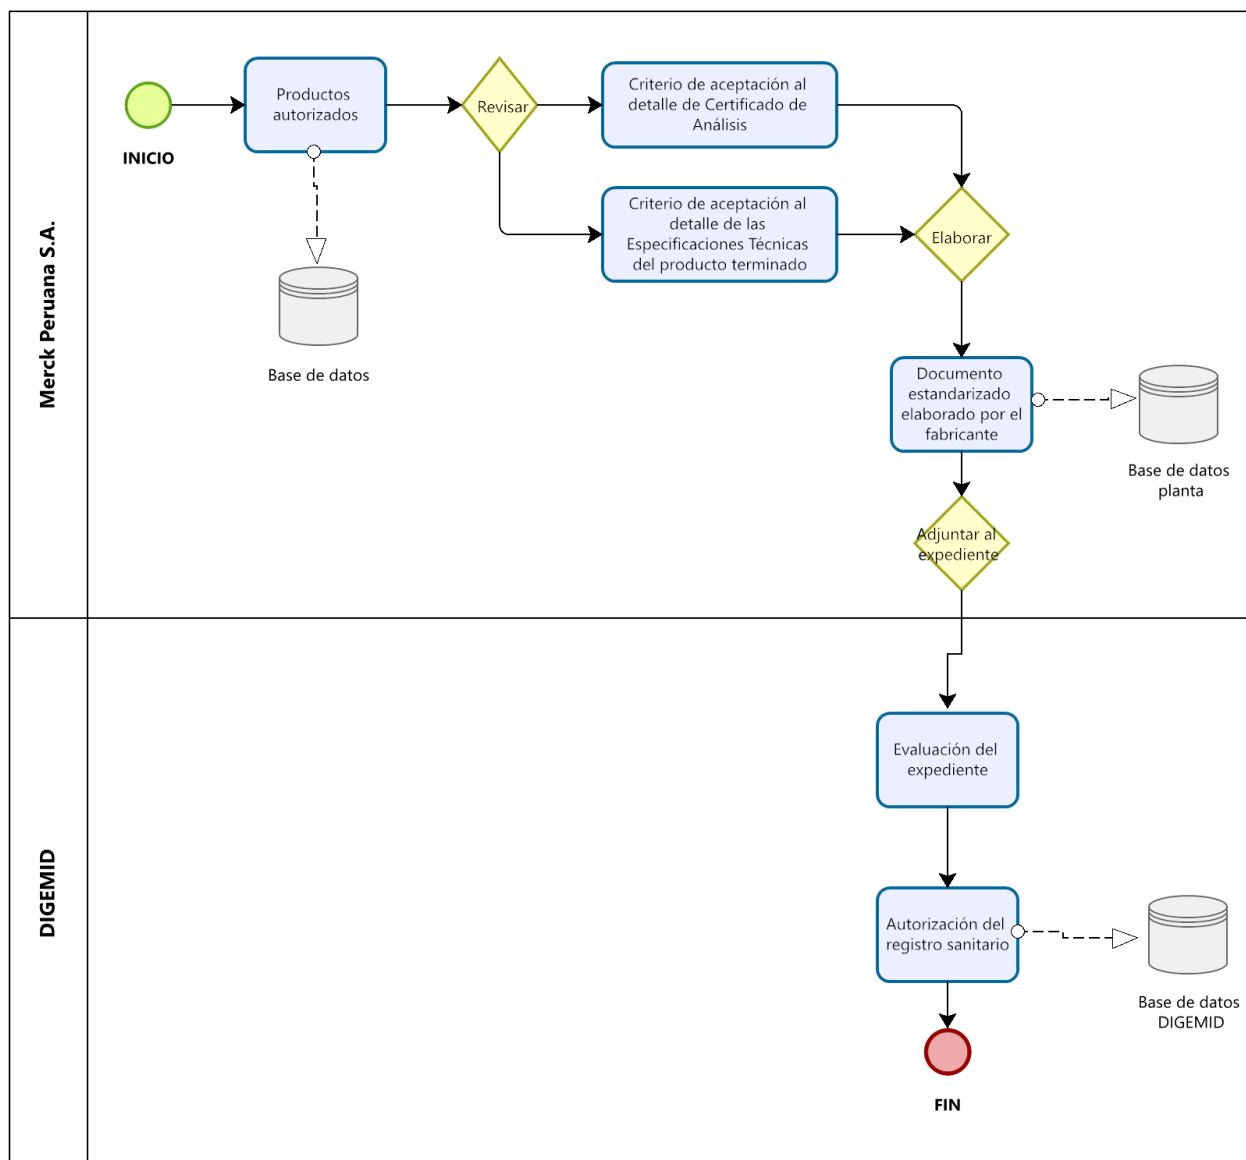 Merck Peruana S.A.
INICIO
Productos
autorizados
Base de datos
Revisar
Criterio de aceptación al
detalle de Certificado de
Análisis
Criterio de aceptación al
detalle de las
Especificaciones Técnicas
del producto terminado
Elaborar
Documento
estandarizado
elaborado por el
fabricante
Base de datos
planta
Adjuntar al
expediente
DIGEMID
Evaluación del
expediente
Autorización del
registro sanitario
Base de datos
DIGEMID
FIN